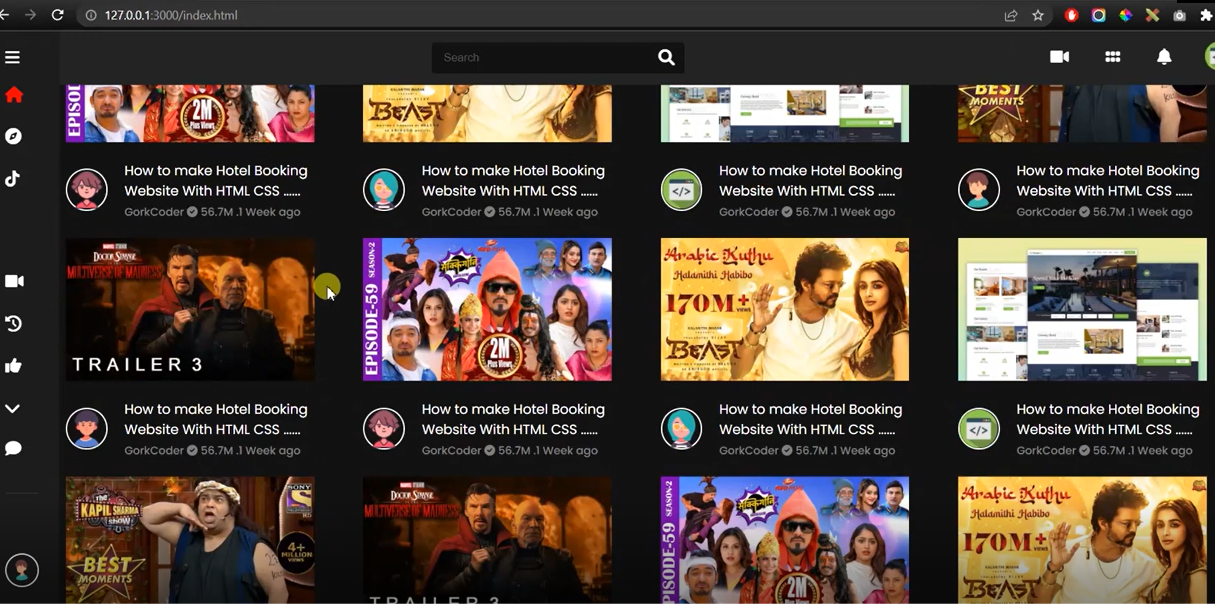 127.0.0.1:3000/index.html
Search
EPISOD
2M
Plus Views
BEAST
BEST
MOMENTS
How to make Hotel Booking
Website With HTML CSS ......
GorkCoder 56.7M .1 Week ago
How to make Hotel Booking
Website With HTML CSS ......
GorkCoder 56.7M .1 Week ago
How to make Hotel Booking
Website With HTML CSS ......
GorkCoder 56.7M .1 Week ago
How to make Hotel Booking
Website With HTML CSS ......
GorkCoder 56.7M .1 Week ago
MARVEL STUDIOS
DOCTOR STRANGE
MULTIVERSE OF MADNESS
TRAILER 3
EPISODE-59 SEASON-2
2M
Plus Views
Arabic Kuthu
Halamithi Habibo
170M+
VIEWS
BEAST
How to make Hotel Booking
Website With HTML CSS ......
GorkCoder 56.7M .1 Week ago
How to make Hotel Booking
Website With HTML CSS ......
GorkCoder 56.7M .1 Week ago
How to make Hotel Booking
Website With HTML CSS ......
GorkCoder 56.7M .1 Week ago
How to make Hotel Booking
Website With HTML CSS ......
GorkCoder 56.7M .1 Week ago
The
KAPIL SHARMA
Show
SONY
4+
MILLION
VIEWS
BEST
MOMENTS
DOCTOR STRANGE
MULTIVERSE OF MADNESS
TRAILER 3
EPISODE-59 SEASON-2
2M
Arabic Kuthu
Halamithi Habibo
170M+
VIEWS
BEAST